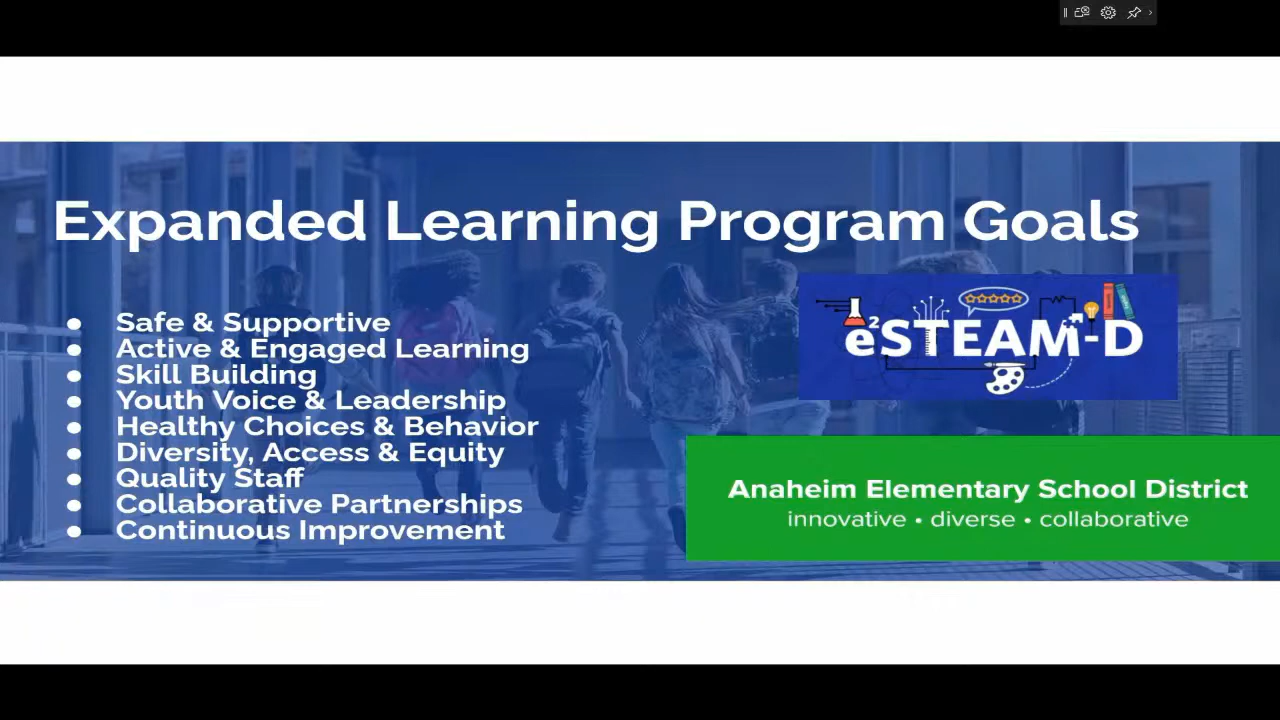 Expanded Learning Program Goals
● Safe & Supportive
● Active & Engaged Learning
● Skill Building
● Youth Voice & Leadership
● Healthy Choices & Behavior
● Diversity, Access & Equity
● Quality Staff
● Collaborative Partnerships
● Continuous Improvement
e²STEAM-D
Anaheim Elementary School District
innovative • diverse • collaborative